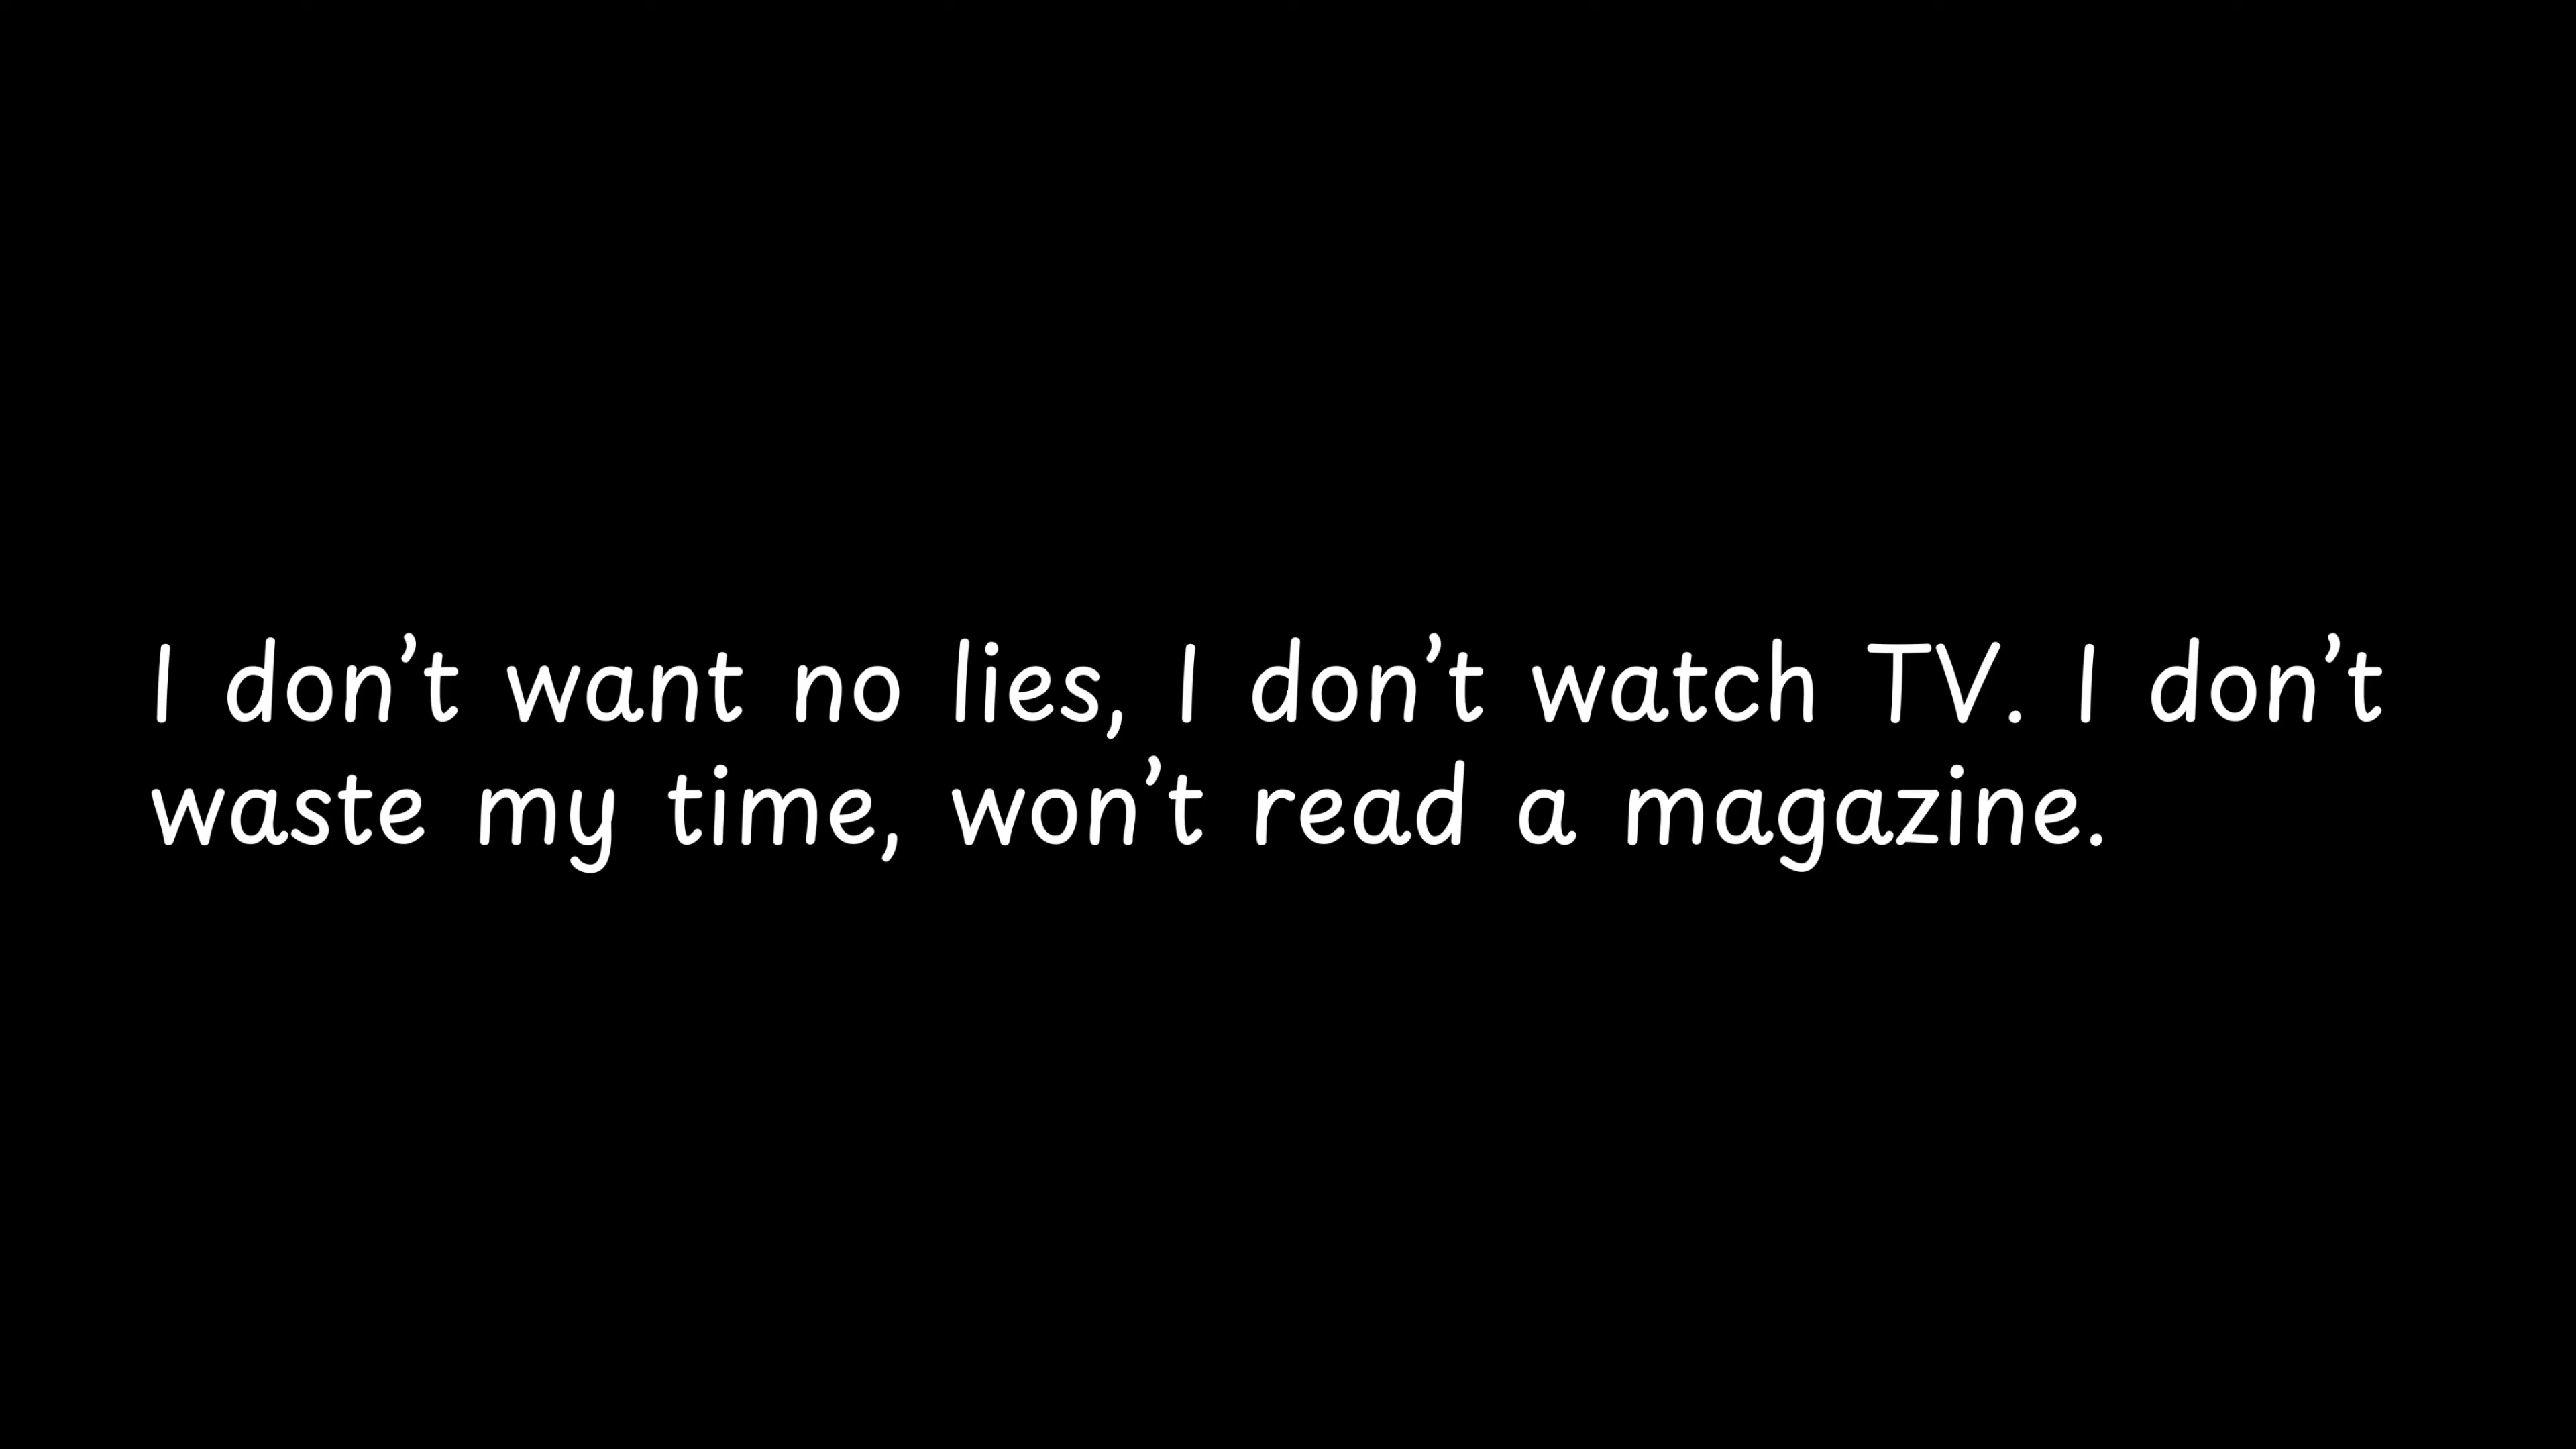 I don’t want no lies, I don’t watch TV. I don’t
waste my time, won’t read a magazine.